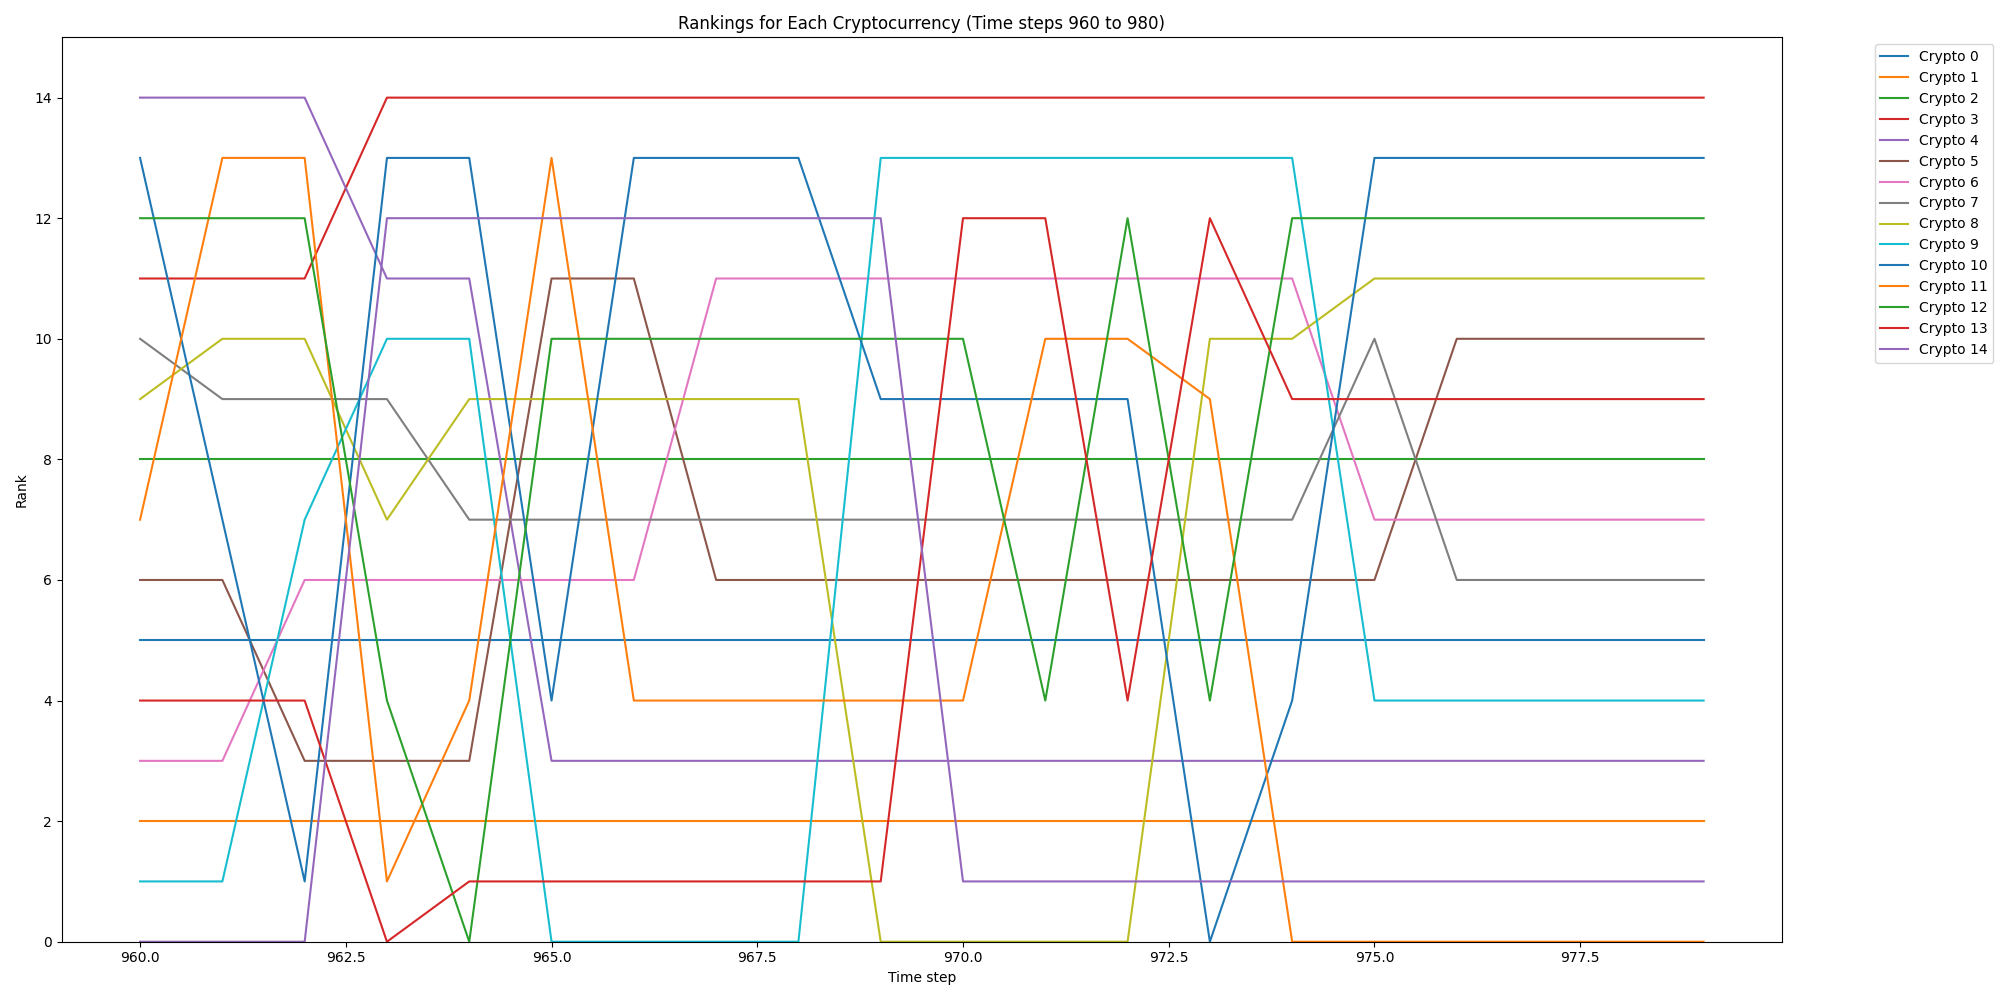 Rankings for Each Cryptocurrency (Time steps 960 to 980)
Rank
14
12
10
8
6
4
2
0
960.0 962.5 965.0 967.5 970.0 972.5 975.0 977.5
Time step
Crypto 0
Crypto 1
Crypto 2
Crypto 3
Crypto 4
Crypto 5
Crypto 6
Crypto 7
Crypto 8
Crypto 9
Crypto 10
Crypto 11
Crypto 12
Crypto 13
Crypto 14